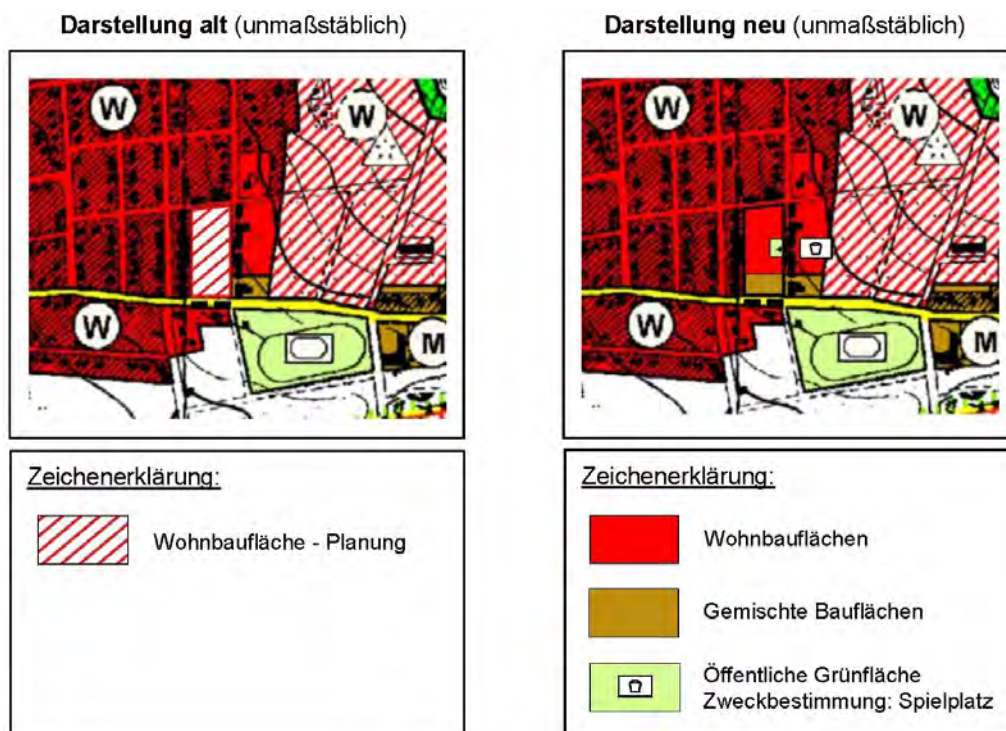 Darstellung alt (unmaßstäblich)
W
W
W
M
Zeichenerklärung:
Wohnbaufläche - Planung
Darstellung neu (unmaßstäblich)
W
W
W
M
Zeichenerklärung:
Wohnbauflächen
Gemischte Bauflächen
Öffentliche Grünfläche
Zweckbestimmung: Spielplatz